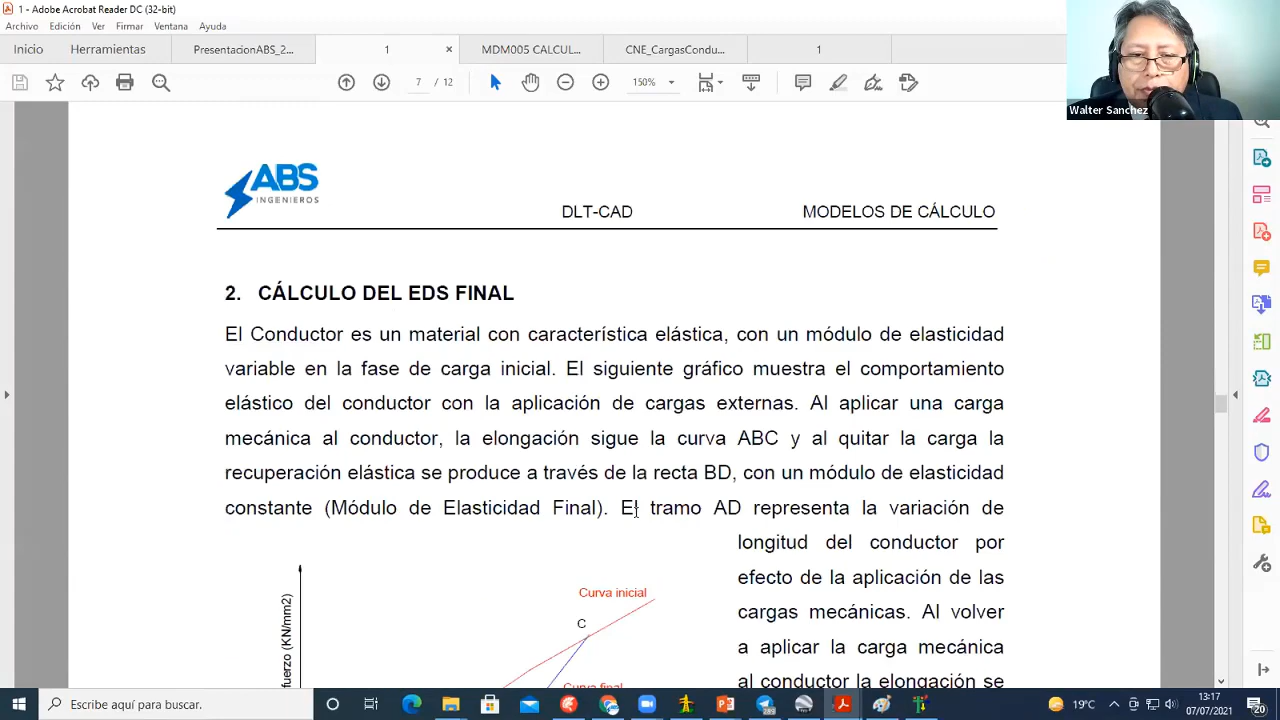 1 - Adobe Acrobat Reader DC (32-bit)
Archivo Edición Ver Firmar Ventana Ayuda
Inicio Herramientas PresentacionABS_2... 1 × MDM005 CALCUL... CNE_CargasCondu... 1
7 / 12 150%
Walter Sanchez
ABS
INGENIEROS
DLT-CAD MODELOS DE CÁLCULO
2. CÁLCULO DEL EDS FINAL
El Conductor es un material con característica elástica, con un módulo de elasticidad
variable en la fase de carga inicial. El siguiente gráfico muestra el comportamiento
elástico del conductor con la aplicación de cargas externas. Al aplicar una carga
mecánica al conductor, la elongación sigue la curva ABC y al quitar la carga la
recuperación elástica se produce a través de la recta BD, con un módulo de elasticidad
constante (Módulo de Elasticidad Final). El tramo AD representa la variación de
longitud del conductor por
efecto de la aplicación de las
cargas mecánicas. Al volver
a aplicar la carga mecánica
al conductor la elongación se
fuerzo (KN/mm2)
Curva inicial
C
Curva final
Escribe aquí para buscar.
19°C
13:17
07/07/2021
20